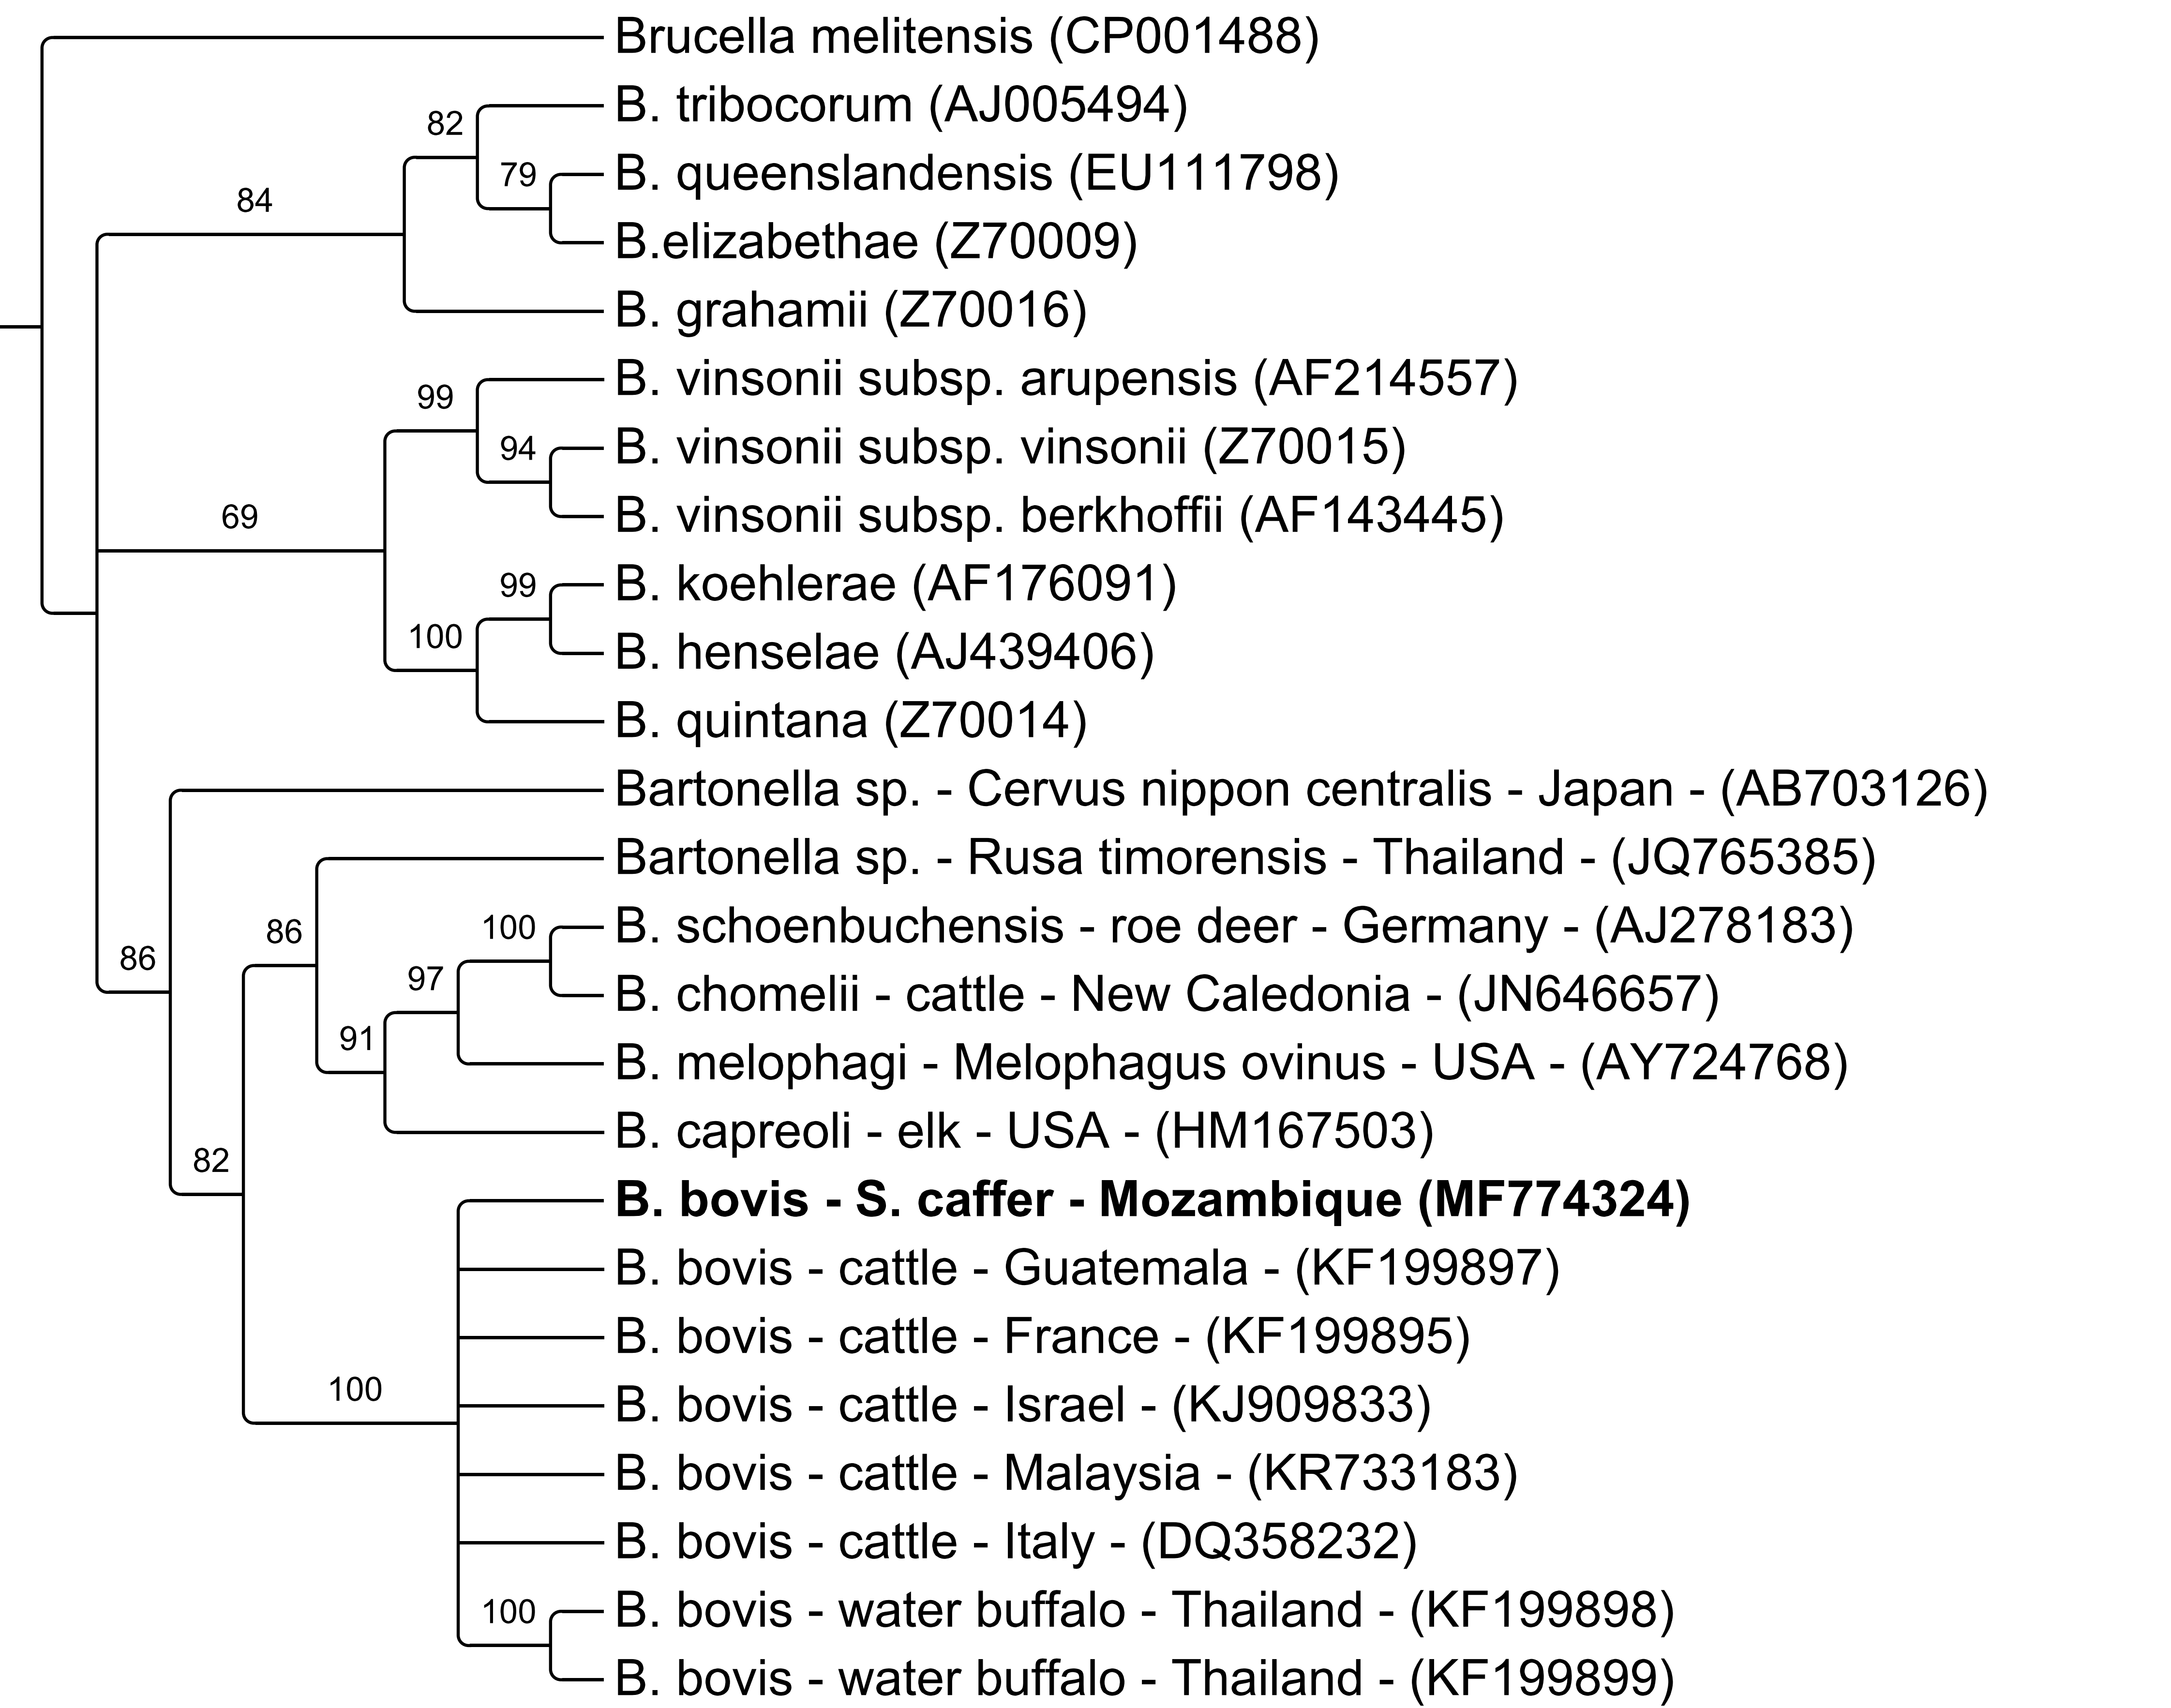 Brucella melitensis (CP001488)
82
B. tribocorum (AJ005494)
79
B. queenslandensis (EU111798)
84
B.elizabethae (Z70009)
B. grahamii (Z70016)
99
B. vinsonii subsp. arupensis (AF214557)
94
B. vinsonii subsp. vinsonii (Z70015)
69
B. vinsonii subsp. berkhoffii (AF143445)
99
B. koehlerae (AF176091)
100
B. henselae (AJ439406)
B. quintana (Z70014)
Bartonella sp. - Cervus nippon centralis - Japan - (AB703126)
Bartonella sp. - Rusa timorensis - Thailand - (JQ765385)
86
100
B. schoenbuchensis - roe deer - Germany - (AJ278183)
86
97
B. chomelii - cattle - New Caledonia - (JN646657)
91
B. melophagi - Melophagus ovinus - USA - (AY724768)
B. capreoli - elk - USA - (HM167503)
82
B. bovis - S. caffer - Mozambique (MF774324)
B. bovis - cattle - Guatemala - (KF199897)
B. bovis - cattle - France - (KF199895)
100
B. bovis - cattle - Israel - (KJ909833)
B. bovis - cattle - Malaysia - (KR733183)
B. bovis - cattle - Italy - (DQ358232)
100
B. bovis - water buffalo - Thailand - (KF199898)
B. bovis - water buffalo - Thailand - (KF199899)